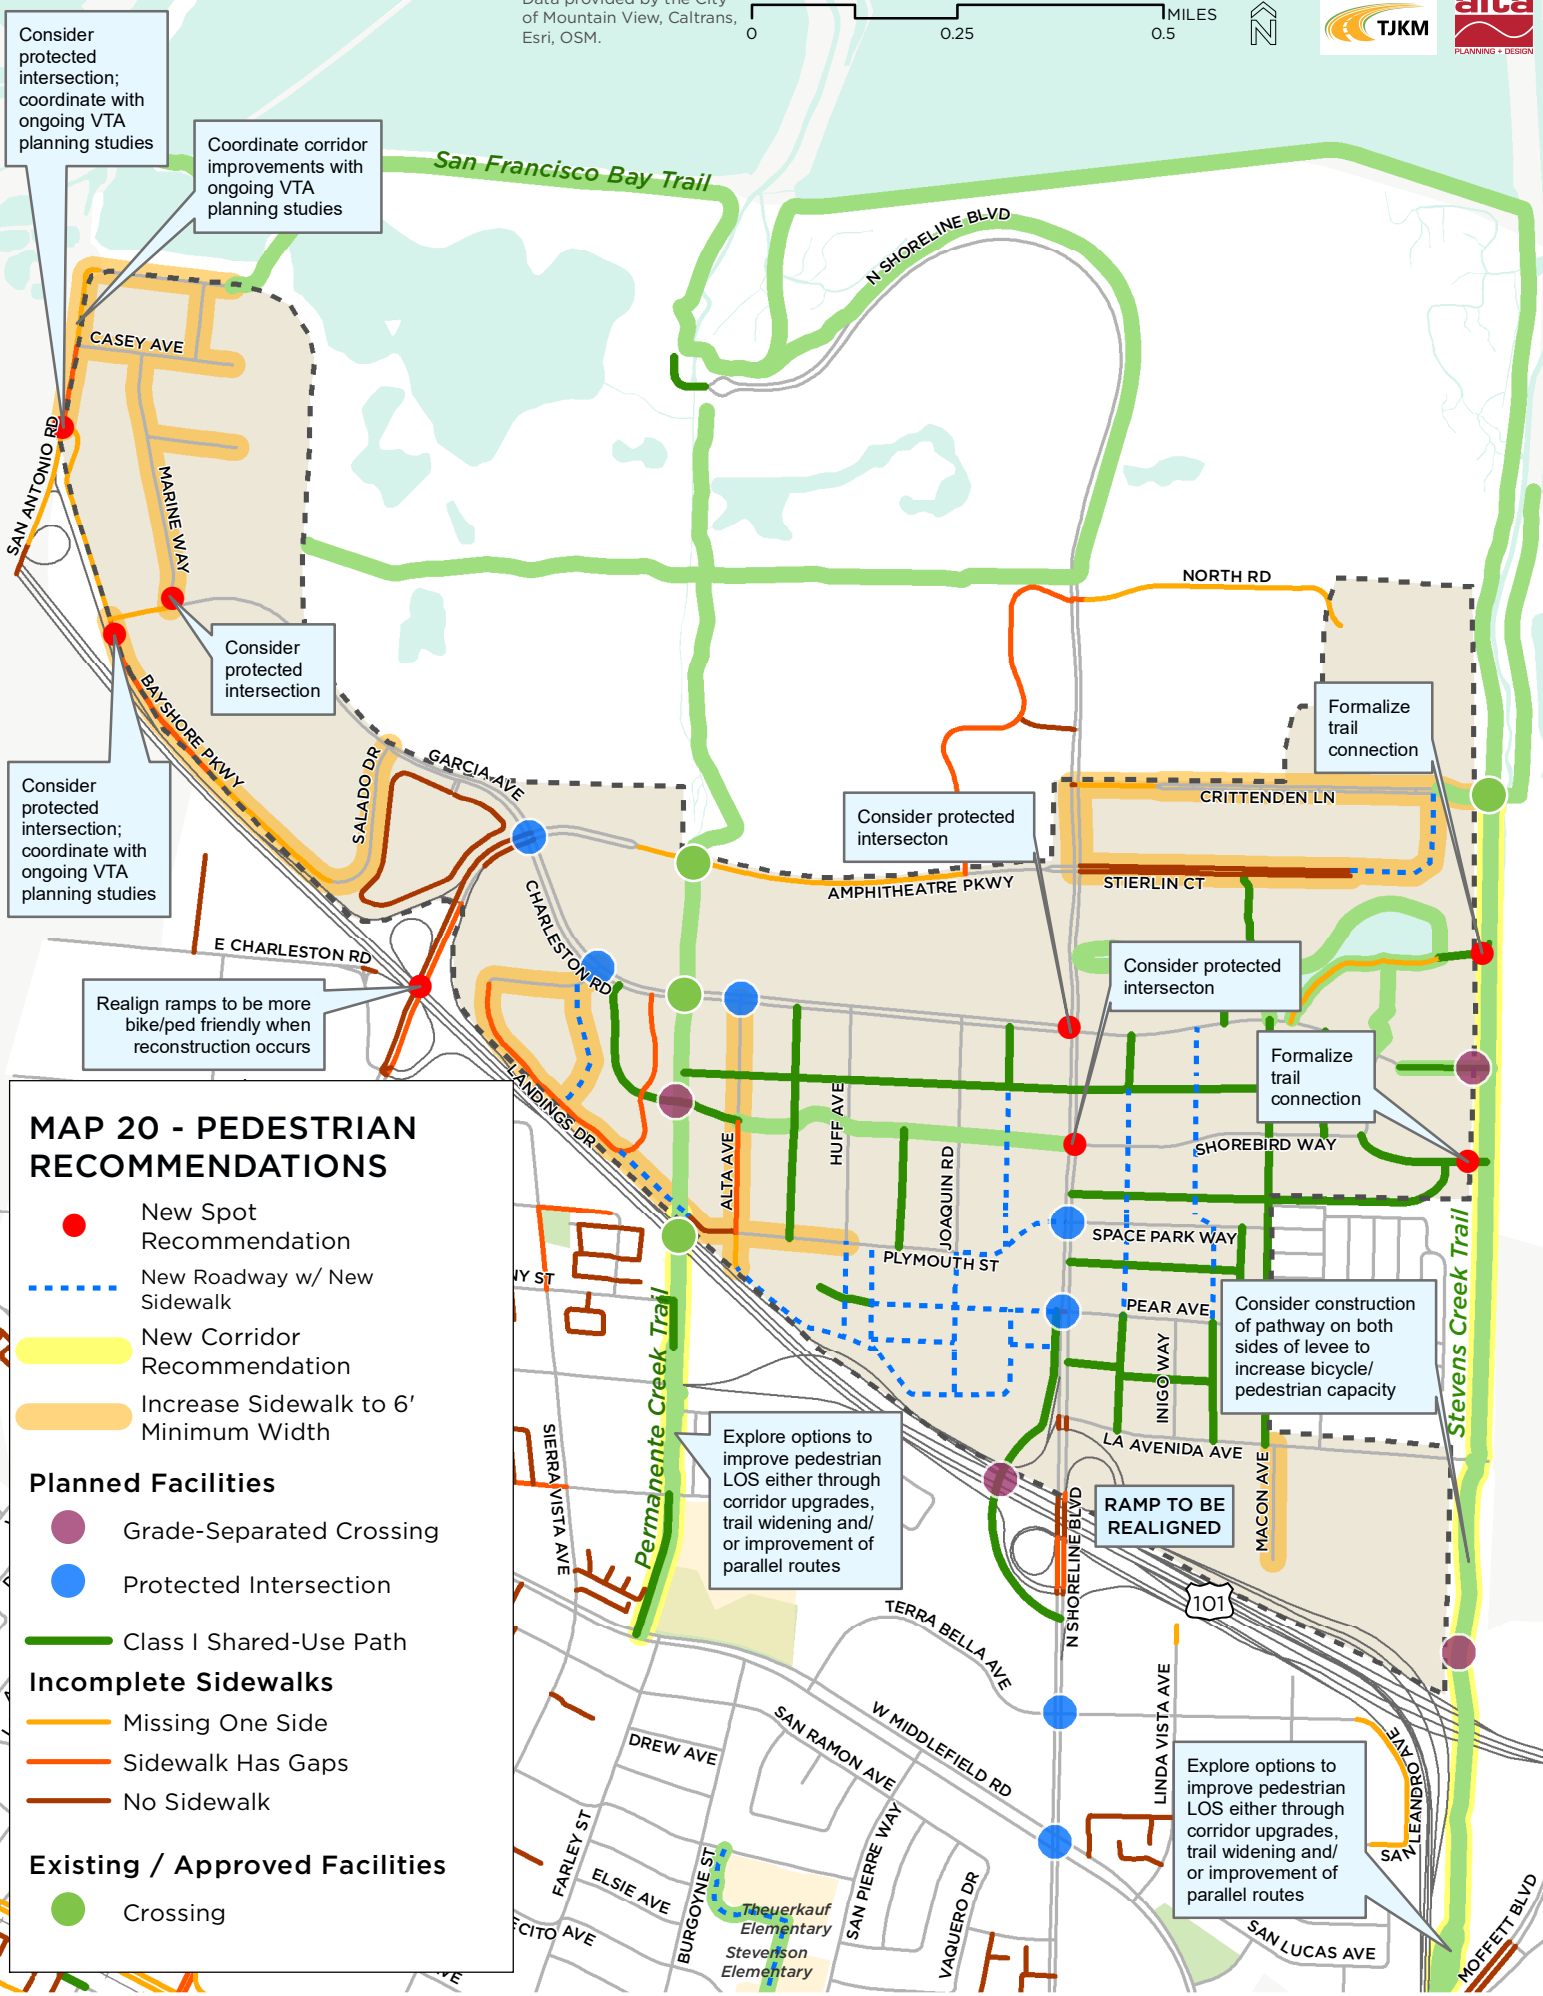 Data provided by the City
of Mountain View, Caltrans,
Esri, OSM.
MILES
0
0.25
0.5
N
TJKM
alta
PLANNING + DESIGN
Consider
protected
intersection;
coordinate with
ongoing VTA
planning studies
Coordinate corridor
improvements with
ongoing VTA
planning studies
San Francisco Bay Trail
N SHORELINE BLVD
CASEY AVE
SAN ANTONIO RD
MARINE WAY
NORTH RD
Consider
protected
intersection
BAYSHORE PKWY
Formalize
trail
connection
SALADO DR
GARCIA AVE
Consider
protected
intersection;
coordinate with
ongoing VTA
planning studies
CRITTENDEN LN
Consider protected
intersecton
AMPHITHEATRE PKWY
STIERLIN CT
CHARLESTON RD
E CHARLESTON RD
Consider protected
intersecton
Realign ramps to be more
bike/ped friendly when
reconstruction occurs
Formalize
trail
connection
LANDINGS DR
HUFF AVE
ALTA AVE
JOAQUIN RD
SHOREBIRD WAY
SPACE PARK WAY
PLYMOUTH ST
PEAR AVE
INIGO WAY
Consider construction
of pathway on both
sides of levee to
increase bicycle/
pedestrian capacity
Stevens Creek Trail
Permanente Creek Trail
LA AVENIDA AVE
MACON AVE
SIERRA VISTA AVE
NY ST
Explore options to
improve pedestrian
LOS either through
corridor upgrades,
trail widening and/
or improvement of
parallel routes
RAMP TO BE
REALIGNED
N SHORELINE BLVD
101
TERRA BELLA AVE
W MIDDLEFIELD RD
LINDA VISTA AVE
SAN RAMON AVE
DREW AVE
SAN LEANDRO AVE
Explore options to
improve pedestrian
LOS either through
corridor upgrades,
trail widening and/
or improvement of
parallel routes
FARLEY ST
ELSIE AVE
BURGOYNE ST
SAN PIERRE WAY
VAQUERO DR
Theuerkauf
Elementary
Stevenson
Elementary
ECITO AVE
VE
SAN LUCAS AVE
MOFFETT BLVD
MAP 20 - PEDESTRIAN
RECOMMENDATIONS
New Spot
Recommendation
New Roadway w/ New
Sidewalk
New Corridor
Recommendation
Increase Sidewalk to 6'
Minimum Width
Planned Facilities
Grade-Separated Crossing
Protected Intersection
Class I Shared-Use Path
Incomplete Sidewalks
Missing One Side
Sidewalk Has Gaps
No Sidewalk
Existing / Approved Facilities
Crossing